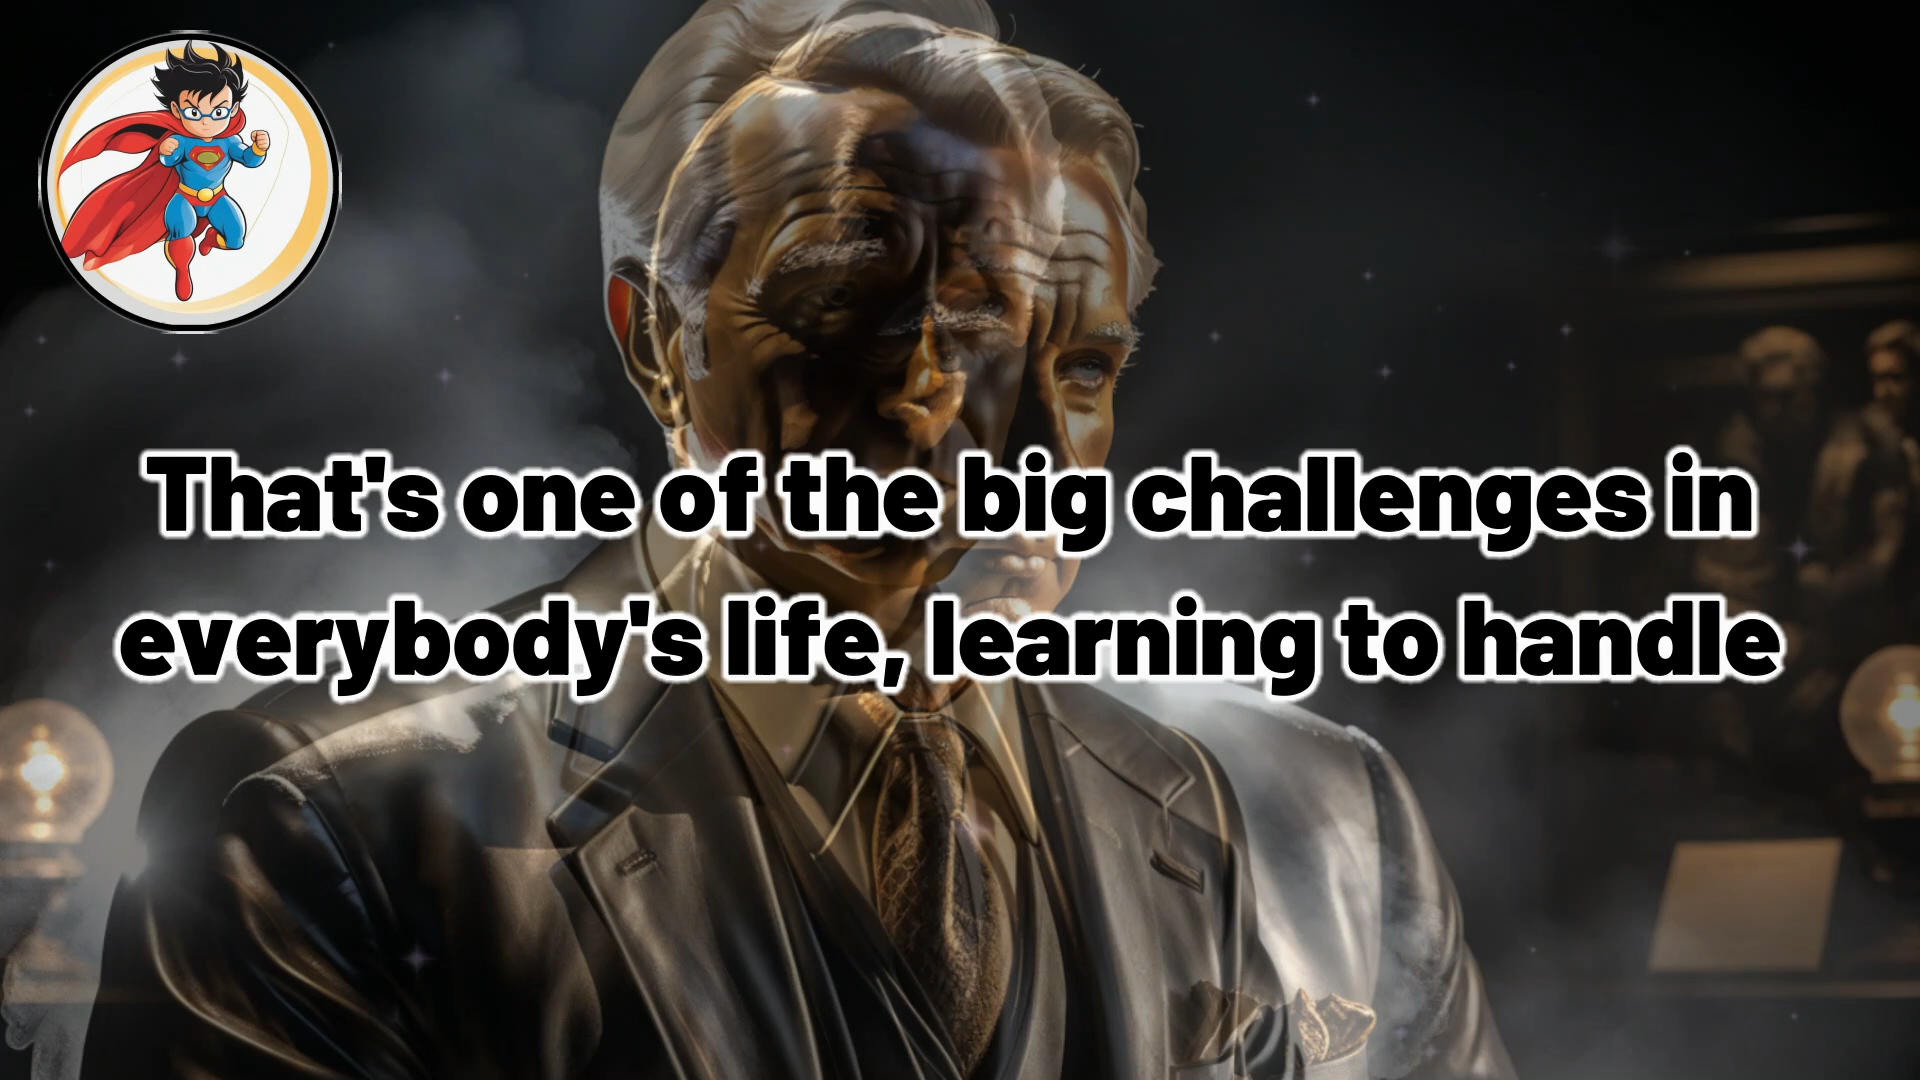 That's one of the big challenges in
everybody's life, learning to handle